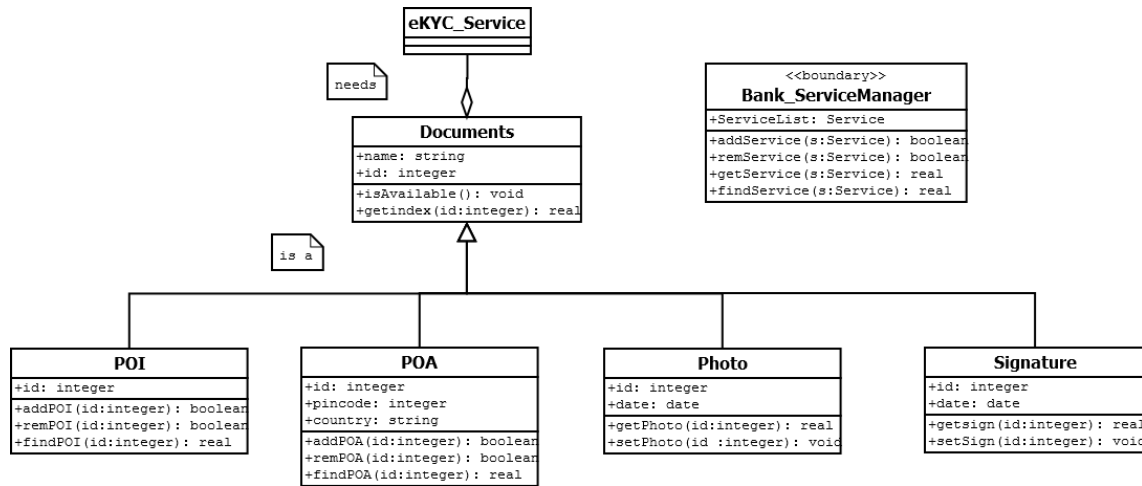 eKYC_Service
needs
<<boundary>>
Bank_ServiceManager
+ServiceList: Service
+addService(s:Service): boolean
+remService(s:Service): boolean
+getService(s:Service): real
+findService(s:Service): real
Documents
+name: string
+id: integer
+isAvailable(): void
+getindex(id:integer): real
is a
POI
+id: integer
+addPOI(id:integer): boolean
+remPOI(id:integer): boolean
+findPOI(id:integer): real
POA
+id: integer
+pincode: integer
+country: string
+addPOA(id:integer): boolean
+remPOA(id:integer): boolean
+findPOA(id:integer): real
Photo
+id: integer
+date: date
+getPhoto(id:integer): real
+setPhoto(id :integer): void
Signature
+id: integer
+date: date
+getsign(id:integer): real
+setSign(id:integer): void